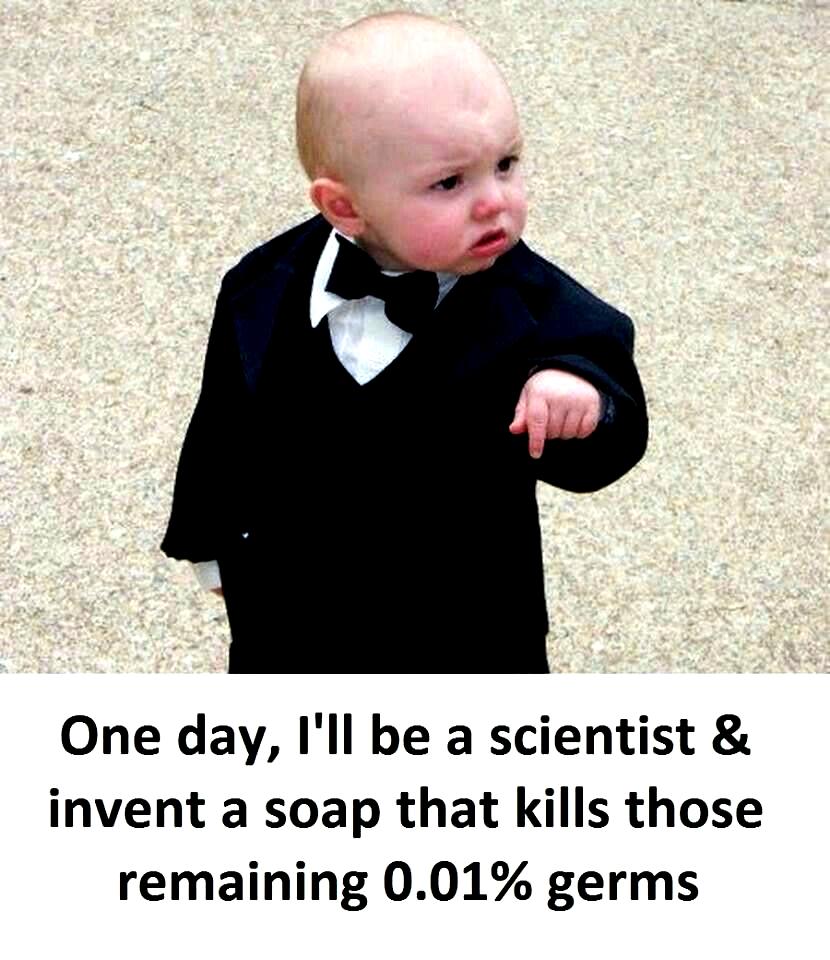 One day, I'll be a scientist &
invent a soap that kills those
remaining 0.01% germs